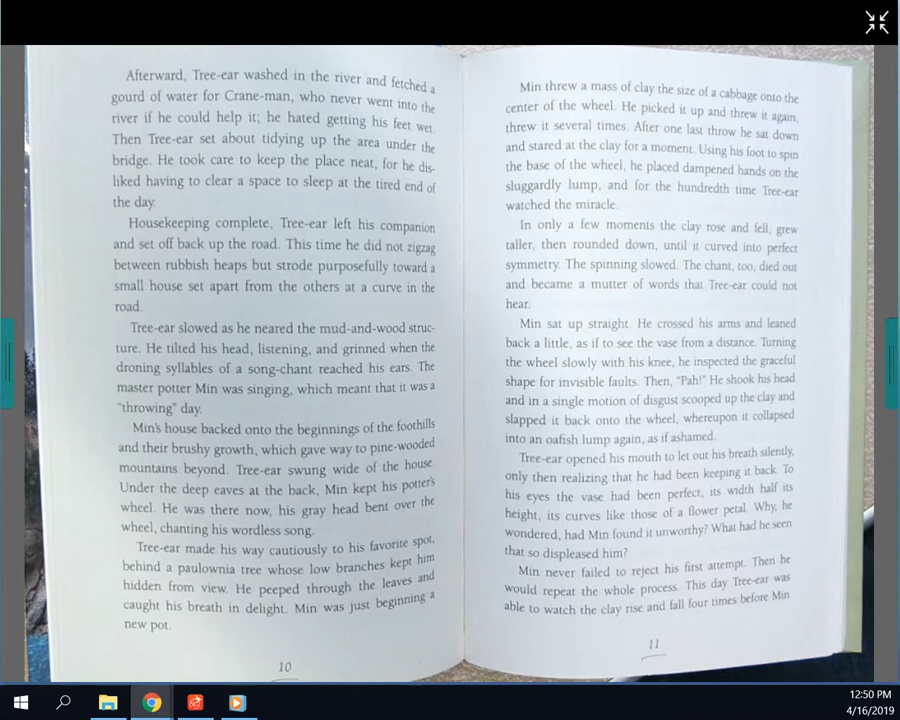 Afterward, Tree-ear washed in the river and fetched a
gourd of water for Crane-man, who never went into the
river if he could help it; he hated getting his feet wet.
Then Tree-ear set about tidying up the area under the
bridge. He took care to keep the place neat, for he dis-
liked having to clear a space to sleep at the tired end of
the day.
Housekeeping complete, Tree-ear left his companion
and set off back up the road. This time he did not zigzag
between rubbish heaps but strode purposefully toward a
small house set apart from the others at a curve in the
road.
Tree-ear slowed as he neared the mud-and-wood struc-
ture. He tilted his head, listening, and grinned when the
droning syllables of a song-chant reached his ears. The
master potter Min was singing, which meant that it was a
"throwing" day.
Min's house backed onto the beginnings of the foothills
and their brushy growth, which gave way to pine-wooded
mountains beyond. Tree-ear swung wide of the house.
Under the deep eaves at the back, Min kept his potter's
wheel. He was there now, his gray head bent over the
wheel, chanting his wordless song.
Tree-ear made his way cautiously to his favorite spot,
behind a paulownia tree whose low branches kept him
hidden from view. He peeped through the leaves and
caught his breath in delight. Min was just beginning a
new pot.
10
Min threw a mass of clay the size of a cabbage onto the
center of the wheel. He picked it up and threw it again,
threw it several times. After one last throw he sat down
and stared at the clay for a moment. Using his foot to spin
the base of the wheel, he placed dampened hands on the
sluggardly lump, and for the hundredth time Tree-ear
watched the miracle.
In only a few moments the clay rose and fell, grew
taller, then rounded down, until it curved into perfect
symmetry. The spinning slowed. The chant, too, died out
and became a mutter of words that Tree-ear could not
hear.
Min sat up straight. He crossed his arms and leaned
back a little, as if to see the vase from a distance. Turning
the wheel slowly with his knee, he inspected the graceful
shape for invisible faults. Then, "Pah!" He shook his head
and in a single motion of disgust scooped up the clay and
slapped it back onto the wheel, whereupon it collapsed
into an oafish lump again, as if ashamed.
Tree-ear opened his mouth to let out his breath silently,
only then realizing that he had been keeping it back. To
his eyes the vase had been perfect, its width half its
height, its curves like those of a flower petal. Why, he
wondered, had Min found it unworthy? What had he seen
that so displeased him?
Min never failed to reject his first attempt. Then he
would repeat the whole process. This day Tree-ear was
able to watch the clay rise and fall four times before Min
11
12:50 PM
4/16/2019